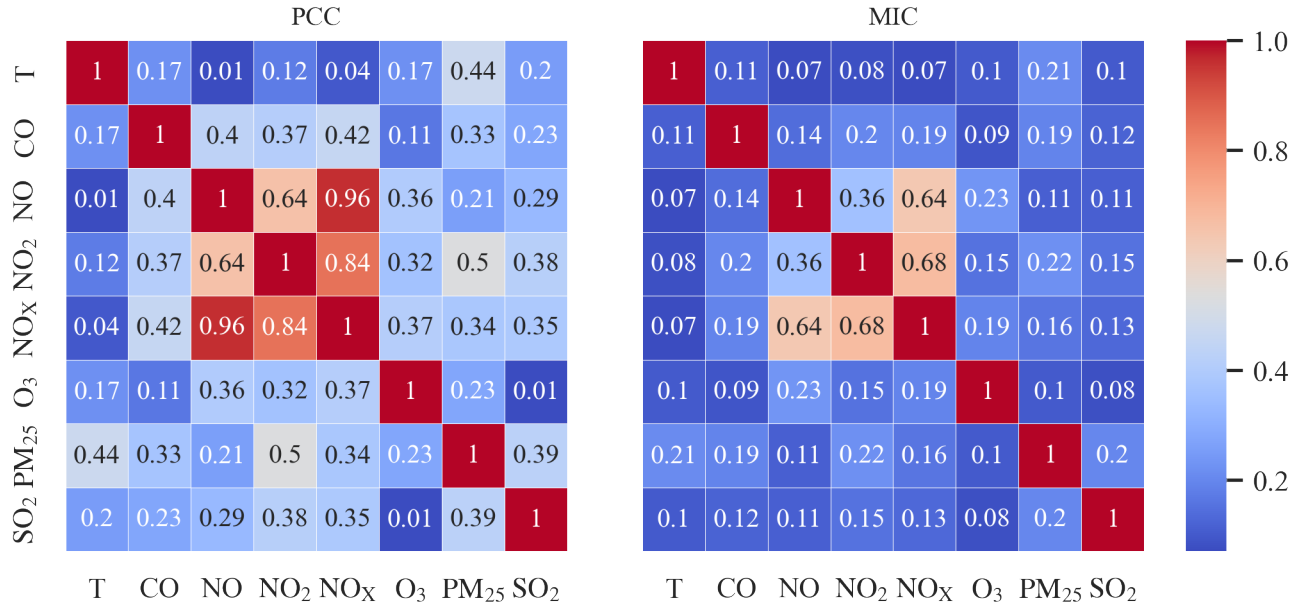 PCC MIC
T 1 0.17 0.01 0.12 0.04 0.17 0.44 0.2 1 0.11 0.07 0.08 0.07 0.1 0.21 0.1 1.0
CO 0.17 1 0.4 0.37 0.42 0.11 0.33 0.23 0.11 1 0.14 0.2 0.19 0.09 0.19 0.12 0.8
NO 0.01 0.4 1 0.64 0.96 0.36 0.21 0.29 0.07 0.14 1 0.36 0.64 0.23 0.11 0.11
NO₂ 0.12 0.37 0.64 1 0.84 0.32 0.5 0.38 0.08 0.2 0.36 1 0.68 0.15 0.22 0.15 0.6
NOₓ 0.04 0.42 0.96 0.84 1 0.37 0.34 0.35 0.07 0.19 0.64 0.68 1 0.19 0.16 0.13
O₃ 0.17 0.11 0.36 0.32 0.37 1 0.23 0.01 0.1 0.09 0.23 0.15 0.19 1 0.1 0.08 0.4
PM₂₅ 0.44 0.33 0.21 0.5 0.34 0.23 1 0.39 0.21 0.19 0.11 0.22 0.16 0.1 1 0.2 0.2
SO₂ 0.2 0.23 0.29 0.38 0.35 0.01 0.39 1 0.1 0.12 0.11 0.15 0.13 0.08 0.2 1
T CO NO NO₂ NOₓ O₃ PM₂₅ SO₂ T CO NO NO₂ NOₓ O₃ PM₂₅ SO₂